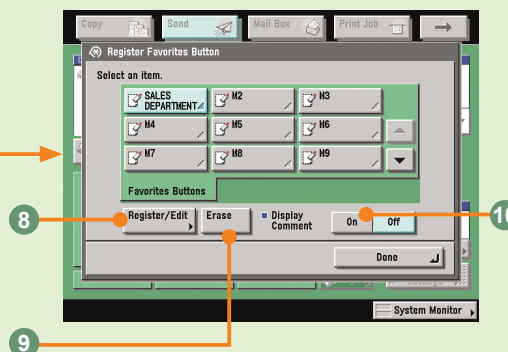 Copy
Send
Mail Box
Print Job
Register Favorites Button
Select an item.
SALES
DEPARTMENT
M2
M3
M4
M5
M6
M7
M8
M9
Favorites Buttons
8
Register/Edit
Erase
Display
Comment
On
Off
10
Done
System Monitor
9